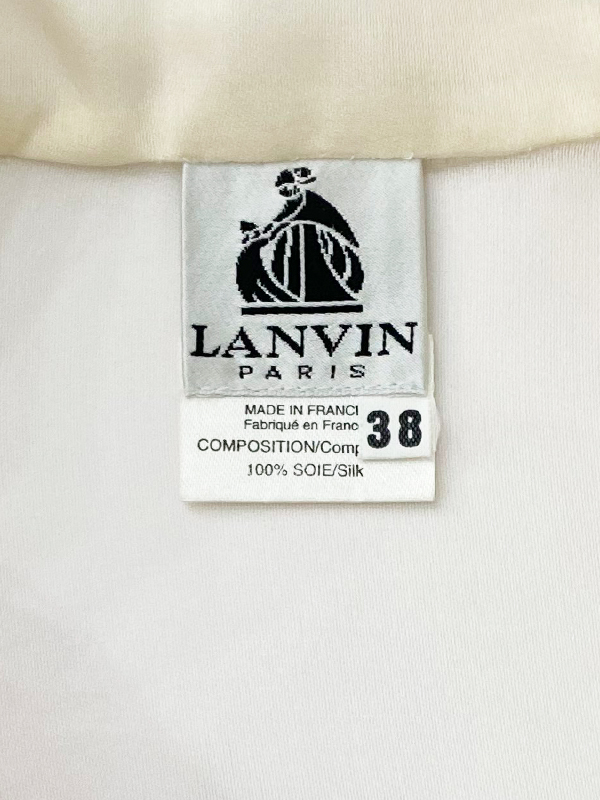 LANVIN
PARIS
MADE IN FRANC
Fabriqué en Franc
38
COMPOSITION/Comp
100% SOIE/Silk